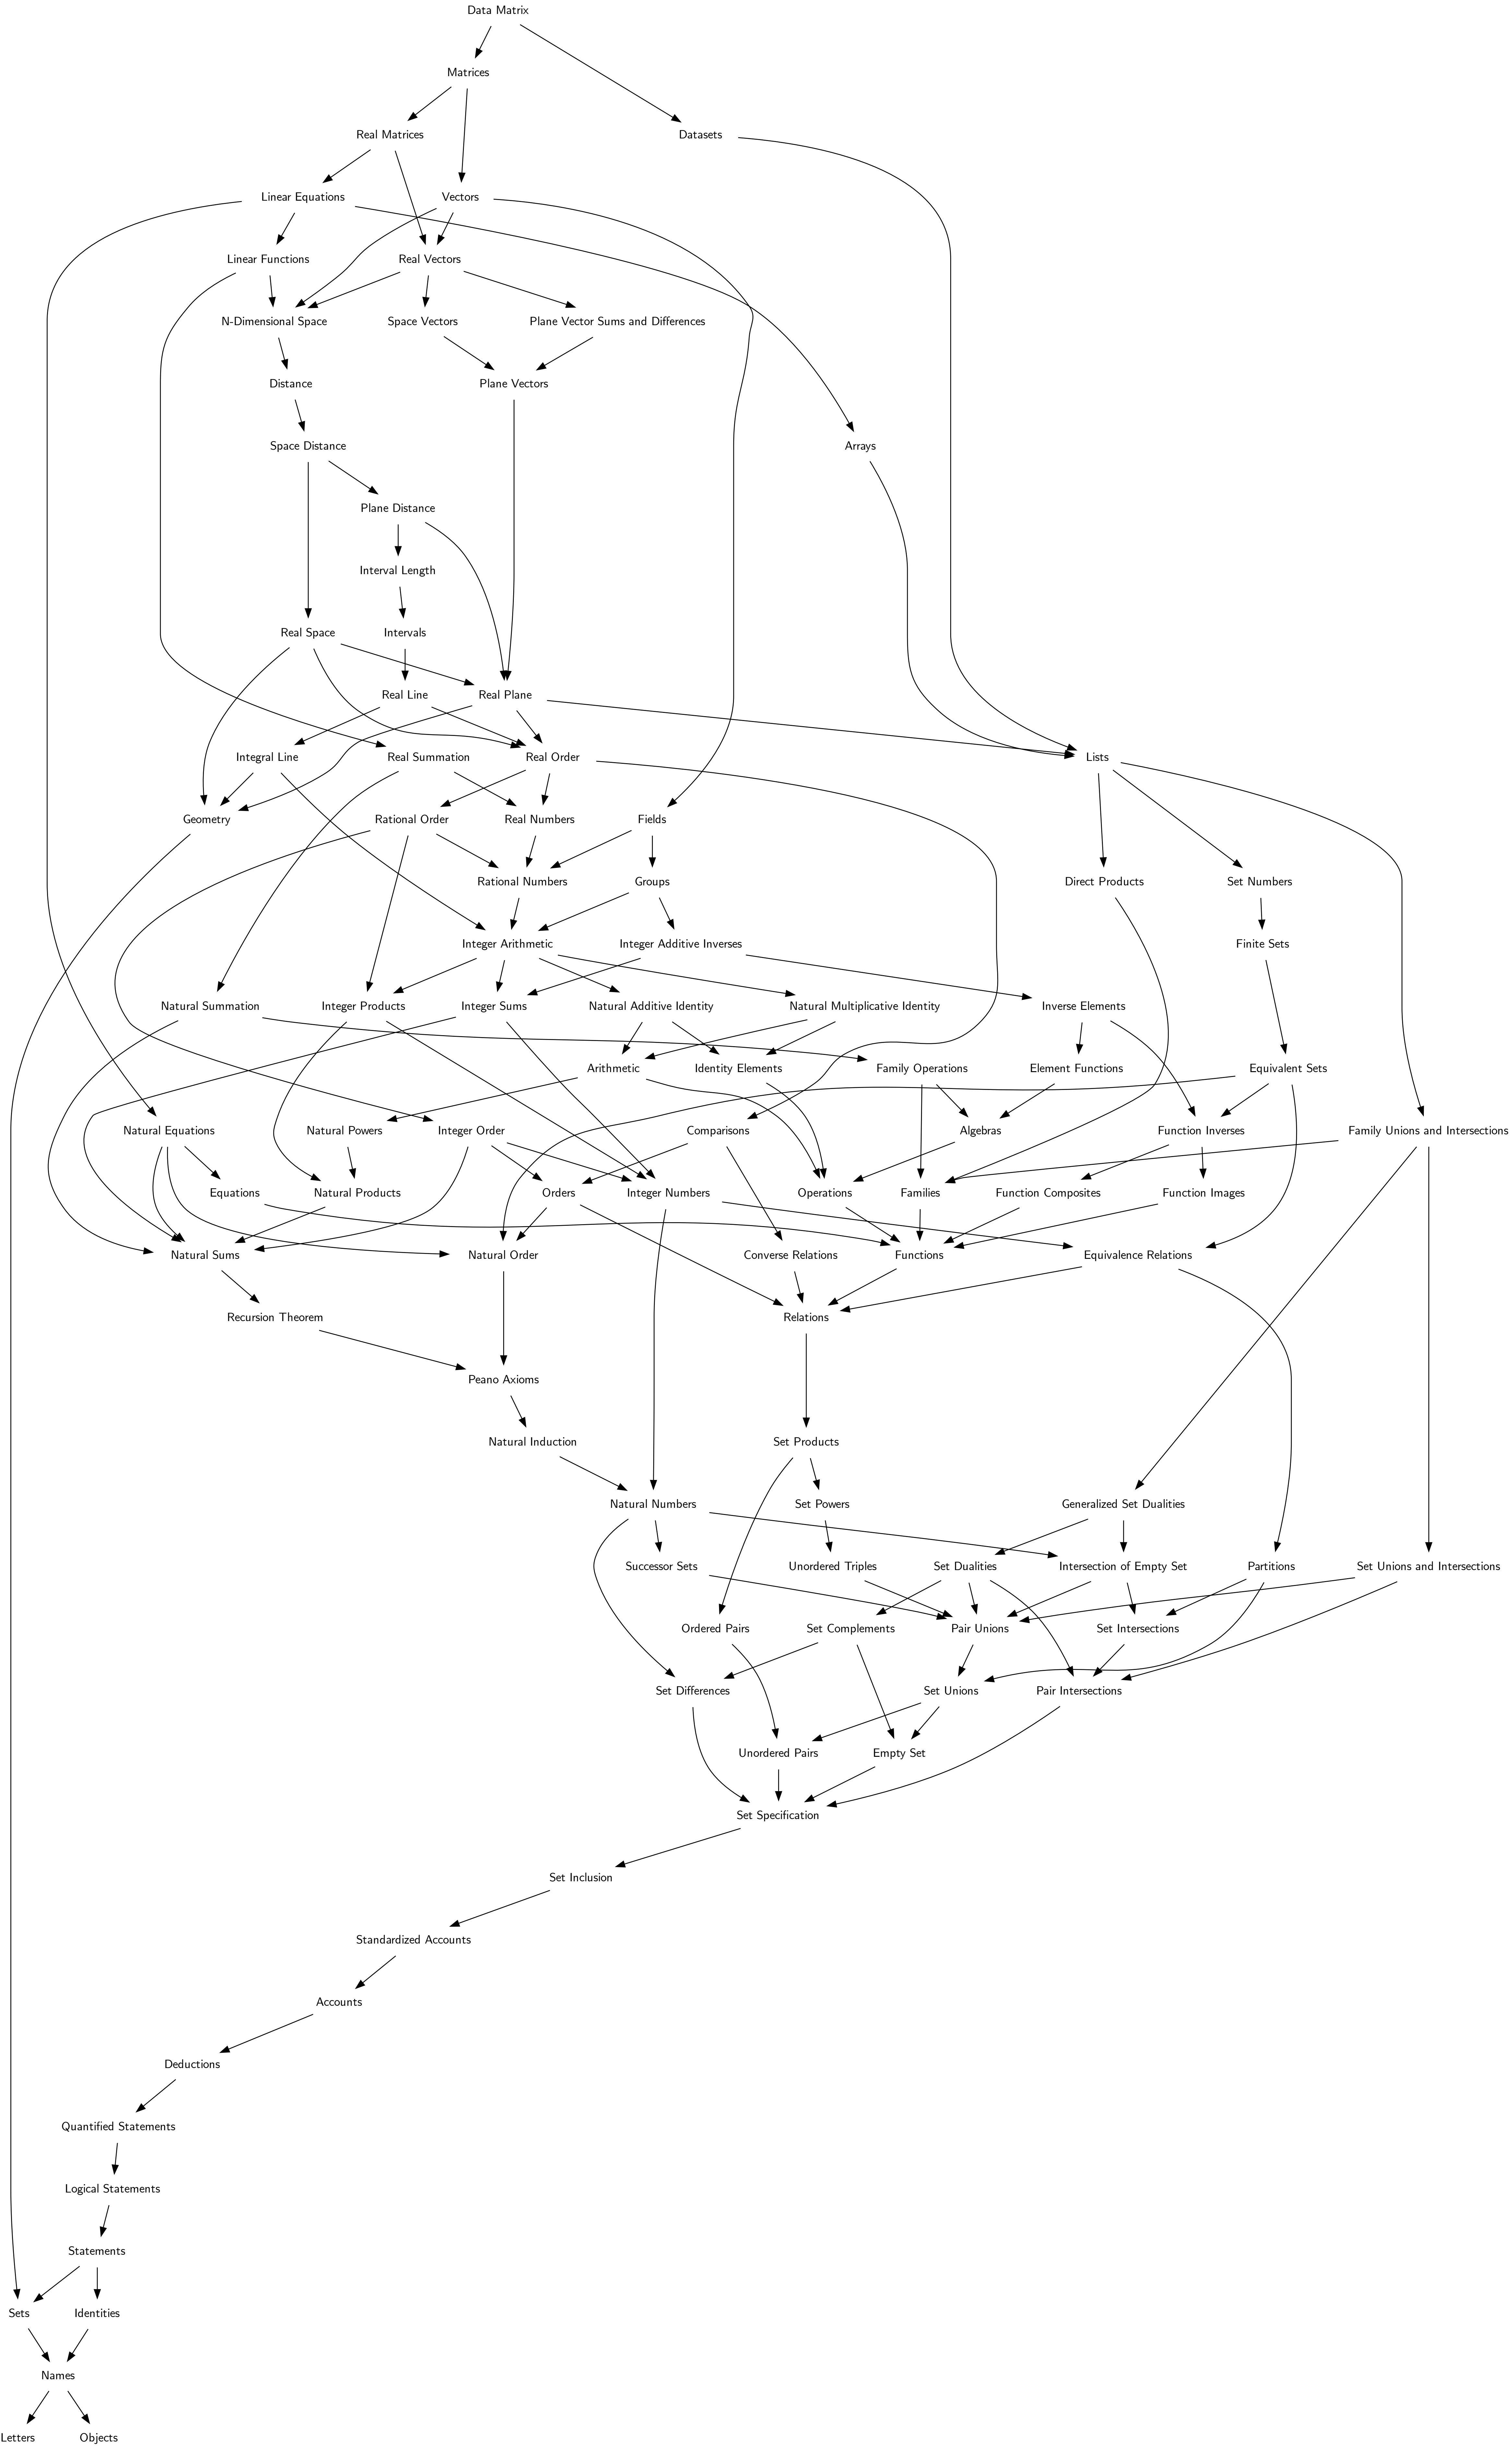 Data Matrix
Matrices
Real Matrices
Datasets
Linear Equations
Vectors
Linear Functions
Real Vectors
N-Dimensional Space
Space Vectors
Plane Vector Sums and Differences
Distance
Plane Vectors
Space Distance
Arrays
Plane Distance
Interval Length
Real Space
Intervals
Real Line
Real Plane
Integral Line
Real Summation
Real Order
Lists
Geometry
Rational Order
Real Numbers
Fields
Rational Numbers
Groups
Direct Products
Set Numbers
Integer Arithmetic
Integer Additive Inverses
Finite Sets
Natural Summation
Integer Products
Integer Sums
Natural Additive Identity
Natural Multiplicative Identity
Inverse Elements
Arithmetic
Identity Elements
Family Operations
Element Functions
Equivalent Sets
Natural Equations
Natural Powers
Integer Order
Comparisons
Algebras
Function Inverses
Family Unions and Intersections
Equations
Natural Products
Orders
Integer Numbers
Operations
Families
Function Composites
Function Images
Natural Sums
Natural Order
Converse Relations
Functions
Equivalence Relations
Recursion Theorem
Relations
Peano Axioms
Natural Induction
Set Products
Natural Numbers
Set Powers
Generalized Set Dualities
Successor Sets
Unordered Triples
Set Dualities
Intersection of Empty Set
Partitions
Set Unions and Intersections
Ordered Pairs
Set Complements
Pair Unions
Set Intersections
Set Differences
Set Unions
Pair Intersections
Unordered Pairs
Empty Set
Set Specification
Set Inclusion
Standardized Accounts
Accounts
Deductions
Quantified Statements
Logical Statements
Statements
Sets
Identities
Names
Letters
Objects